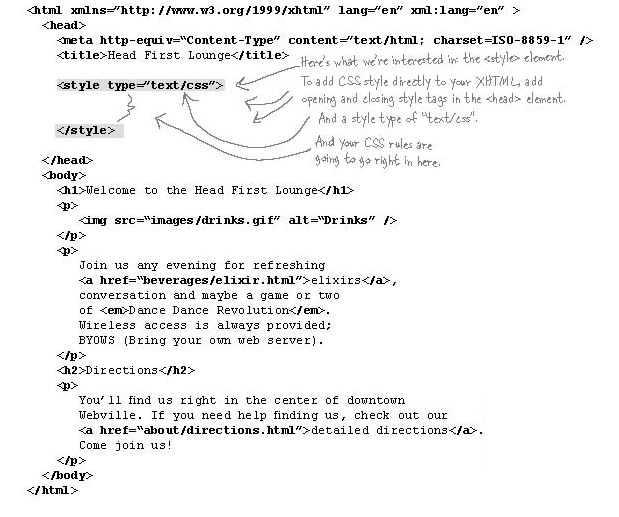 <html xmlns="http://www.w3.org/1999/xhtml" lang="en" xml:lang="en" >
<head>
<meta http-equiv="Content-Type" content="text/html; charset=ISO-8859-1" />
<title>Head First Lounge</title>
Here's what we're interested in: the <style> element.
<style type="text/css">
To add CSS style directly to your XHTML, add
opening and closing style tags in the <head> element.
And a style type of "text/css".
</style>
And your CSS rules are
going to go right in here.
</head>
<body>
<h1>Welcome to the Head First Lounge</h1>
<p>
<img src="images/drinks.gif" alt="Drinks" />
</p>
<p>
Join us any evening for refreshing
<a href="beverages/elixir.html">elixirs</a>,
conversation and maybe a game or two
of <em>Dance Dance Revolution</em>.
Wireless access is always provided;
BYOWS (Bring your own web server).
</p>
<h2>Directions</h2>
<p>
You'll find us right in the center of downtown
Webville. If you need help finding us, check out our
<a href="about/directions.html">detailed directions</a>.
Come join us!
</p>
</body>
</html>